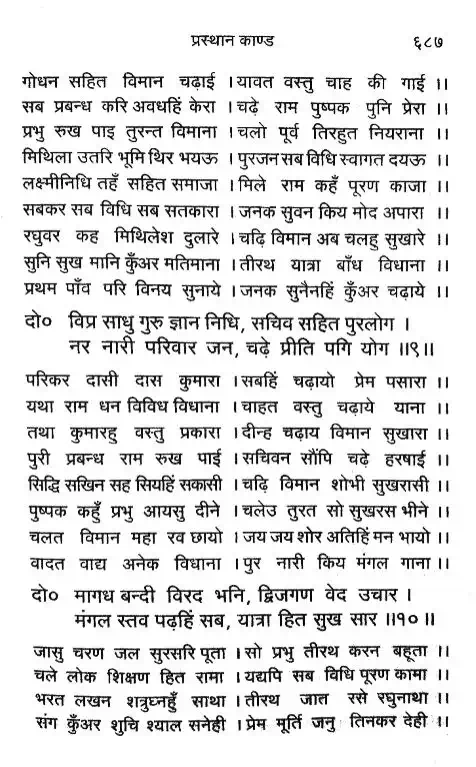 प्रस्थान काण्ड ६८७
गोधन सहित विमान चढ़ाई । यावत वस्तु चाह की गाई ।।
सब प्रबन्ध करि अवधहिं केरा । चढ़े राम पुष्पक पुनि प्रेरा ।।
प्रभु रुख पाइ तुरन्त विमाना । चलो पूर्व तिरहुत नियराना ।।
मिथिला उतरि भूमि थिर भयऊ । पुरजन सब विधि स्वागत दयऊ ।।
लक्ष्मीनिधि तहँ सहित समाजा । मिले राम कहँ पूरण काजा ।।
सबकर सब विधि सब सतकारा । जनक सुवन किय मोद अपारा ।।
रघुवर कह मिथिलेश दुलारे । चढ़ि विमान अब चलहु सुखारे ।।
सुनि सुख मानि कुँअर मतिमाना । तीरथ यात्रा बाँध विधाना ।।
प्रथम पाँव परि विनय सुनाये । जनक सुनैनहिं कुँअर चढ़ाये ।।
दो० विप्र साधु गुरु ज्ञान निधि, सचिव सहित पुरलोग ।
नर नारी परिवार जन, चढ़े प्रीति पगि योग ।।९।।
परिकर दासी दास कुमारा । सबहिं चढ़ायो प्रेम पसारा ।।
यथा राम धन विविध विधाना । चाहत वस्तु चढ़ाये याना ।।
तथा कुमारहु वस्तु प्रकारा । दीन्ह चढ़ाय विमान सुखारा ।।
पुरी प्रबन्ध राम रुख पाई । सचिवन सौंपि चढ़े हरषाई ।।
सिद्धि सखिन सह सियहिं सकासी । चढ़ि विमान शोभी सुखरासी ।।
पुष्पक कहुँ प्रभु आयसु दीने । चलेउ तुरत सो सुखरस भीने ।।
चलत विमान महा रव छायो । जय जय शोर अतिहिं मन भायो ।।
वादत वाद्य अनेक विधाना । पुर नारी किय मंगल गाना ।।
दो० मागध बन्दी विरद भनि, द्विजगण वेद उचार ।
मंगल स्तव पढ़हिं सब, यात्रा हित सुख सार ।।१०।।
जासु चरण जल सुरसरि पूता । सो प्रभु तीरथ करन बहूता ।।
चले लोक शिक्षण हित रामा । यद्यपि सब विधि पूरण कामा ।।
भरत लखन शत्रुघ्नहुँ साथा । तीरथ जात रसे रघुनाथा ।।
संग कुँअर शुचि श्याल सनेही । प्रेम मूर्ति जनु तिनकर देही ।।